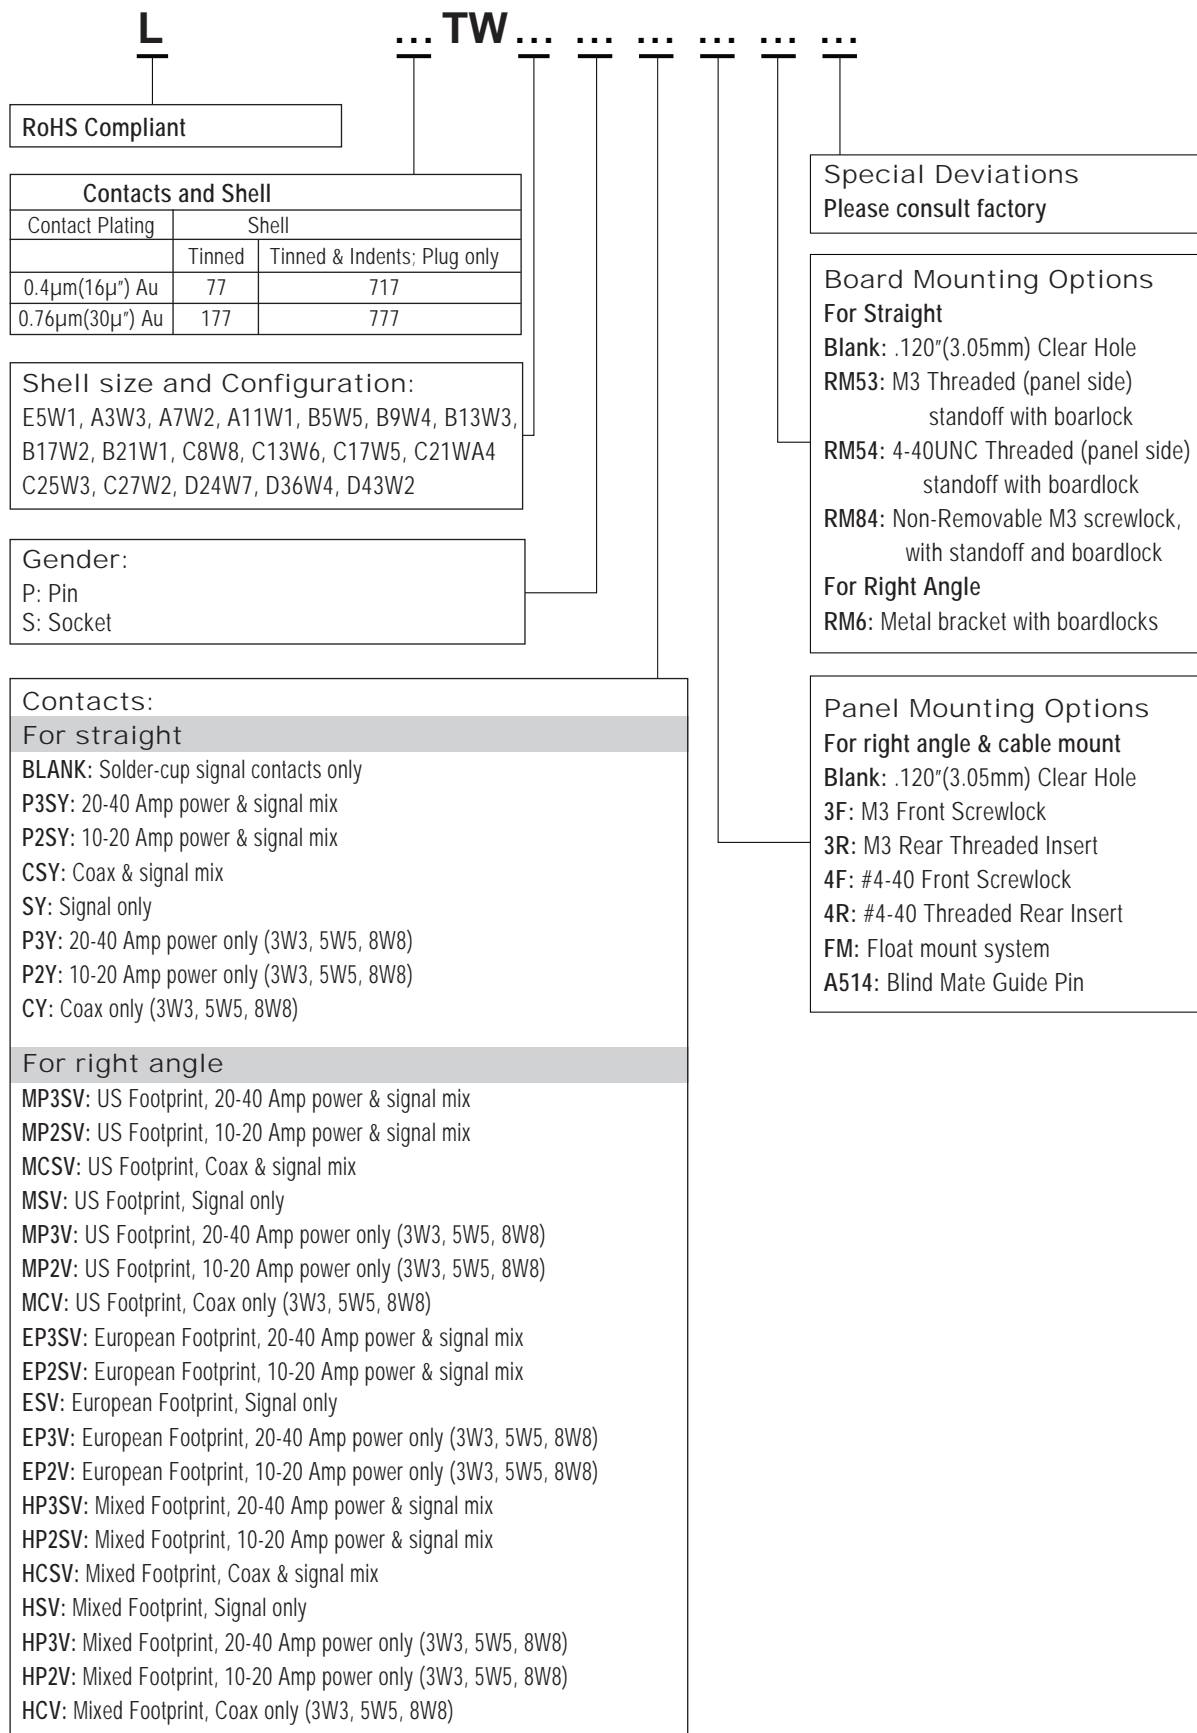 L ... TW ... ... ... ... ... ...
RoHS Compliant
Contacts and Shell
Contact Plating Shell
Tinned Tinned & Indents; Plug only
0.4µm(16µ") Au 77 717
0.76µm(30µ") Au 177 777
Shell size and Configuration:
E5W1, A3W3, A7W2, A11W1, B5W5, B9W4, B13W3,
B17W2, B21W1, C8W8, C13W6, C17W5, C21WA4
C25W3, C27W2, D24W7, D36W4, D43W2
Gender:
P: Pin
S: Socket
Contacts:
For straight
BLANK: Solder-cup signal contacts only
P3SY: 20-40 Amp power & signal mix
P2SY: 10-20 Amp power & signal mix
CSY: Coax & signal mix
SY: Signal only
P3Y: 20-40 Amp power only (3W3, 5W5, 8W8)
P2Y: 10-20 Amp power only (3W3, 5W5, 8W8)
CY: Coax only (3W3, 5W5, 8W8)
For right angle
MP3SV: US Footprint, 20-40 Amp power & signal mix
MP2SV: US Footprint, 10-20 Amp power & signal mix
MCSV: US Footprint, Coax & signal mix
MSV: US Footprint, Signal only
MP3V: US Footprint, 20-40 Amp power only (3W3, 5W5, 8W8)
MP2V: US Footprint, 10-20 Amp power only (3W3, 5W5, 8W8)
MCV: US Footprint, Coax only (3W3, 5W5, 8W8)
EP3SV: European Footprint, 20-40 Amp power & signal mix
EP2SV: European Footprint, 10-20 Amp power & signal mix
ESV: European Footprint, Signal only
EP3V: European Footprint, 20-40 Amp power only (3W3, 5W5, 8W8)
EP2V: European Footprint, 10-20 Amp power only (3W3, 5W5, 8W8)
HP3SV: Mixed Footprint, 20-40 Amp power & signal mix
HP2SV: Mixed Footprint, 10-20 Amp power & signal mix
HCSV: Mixed Footprint, Coax & signal mix
HSV: Mixed Footprint, Signal only
HP3V: Mixed Footprint, 20-40 Amp power only (3W3, 5W5, 8W8)
HP2V: Mixed Footprint, 10-20 Amp power only (3W3, 5W5, 8W8)
HCV: Mixed Footprint, Coax only (3W3, 5W5, 8W8)
Special Deviations
Please consult factory
Board Mounting Options
For Straight
Blank: .120"(3.05mm) Clear Hole
RM53: M3 Threaded (panel side)
standoff with boarlock
RM54: 4-40UNC Threaded (panel side)
standoff with boardlock
RM84: Non-Removable M3 screwlock,
with standoff and boardlock
For Right Angle
RM6: Metal bracket with boardlocks
Panel Mounting Options
For right angle & cable mount
Blank: .120"(3.05mm) Clear Hole
3F: M3 Front Screwlock
3R: M3 Rear Threaded Insert
4F: #4-40 Front Screwlock
4R: #4-40 Threaded Rear Insert
FM: Float mount system
A514: Blind Mate Guide Pin